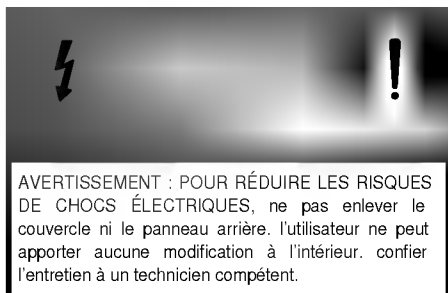 AVERTISSEMENT : POUR RÉDUIRE LES RISQUES
DE CHOCS ÉLECTRIQUES, ne pas enlever le
couvercle ni le panneau arrière. l'utilisateur ne peut
apporter aucune modification à l'intérieur. confier
l'entretien à un technicien compétent.